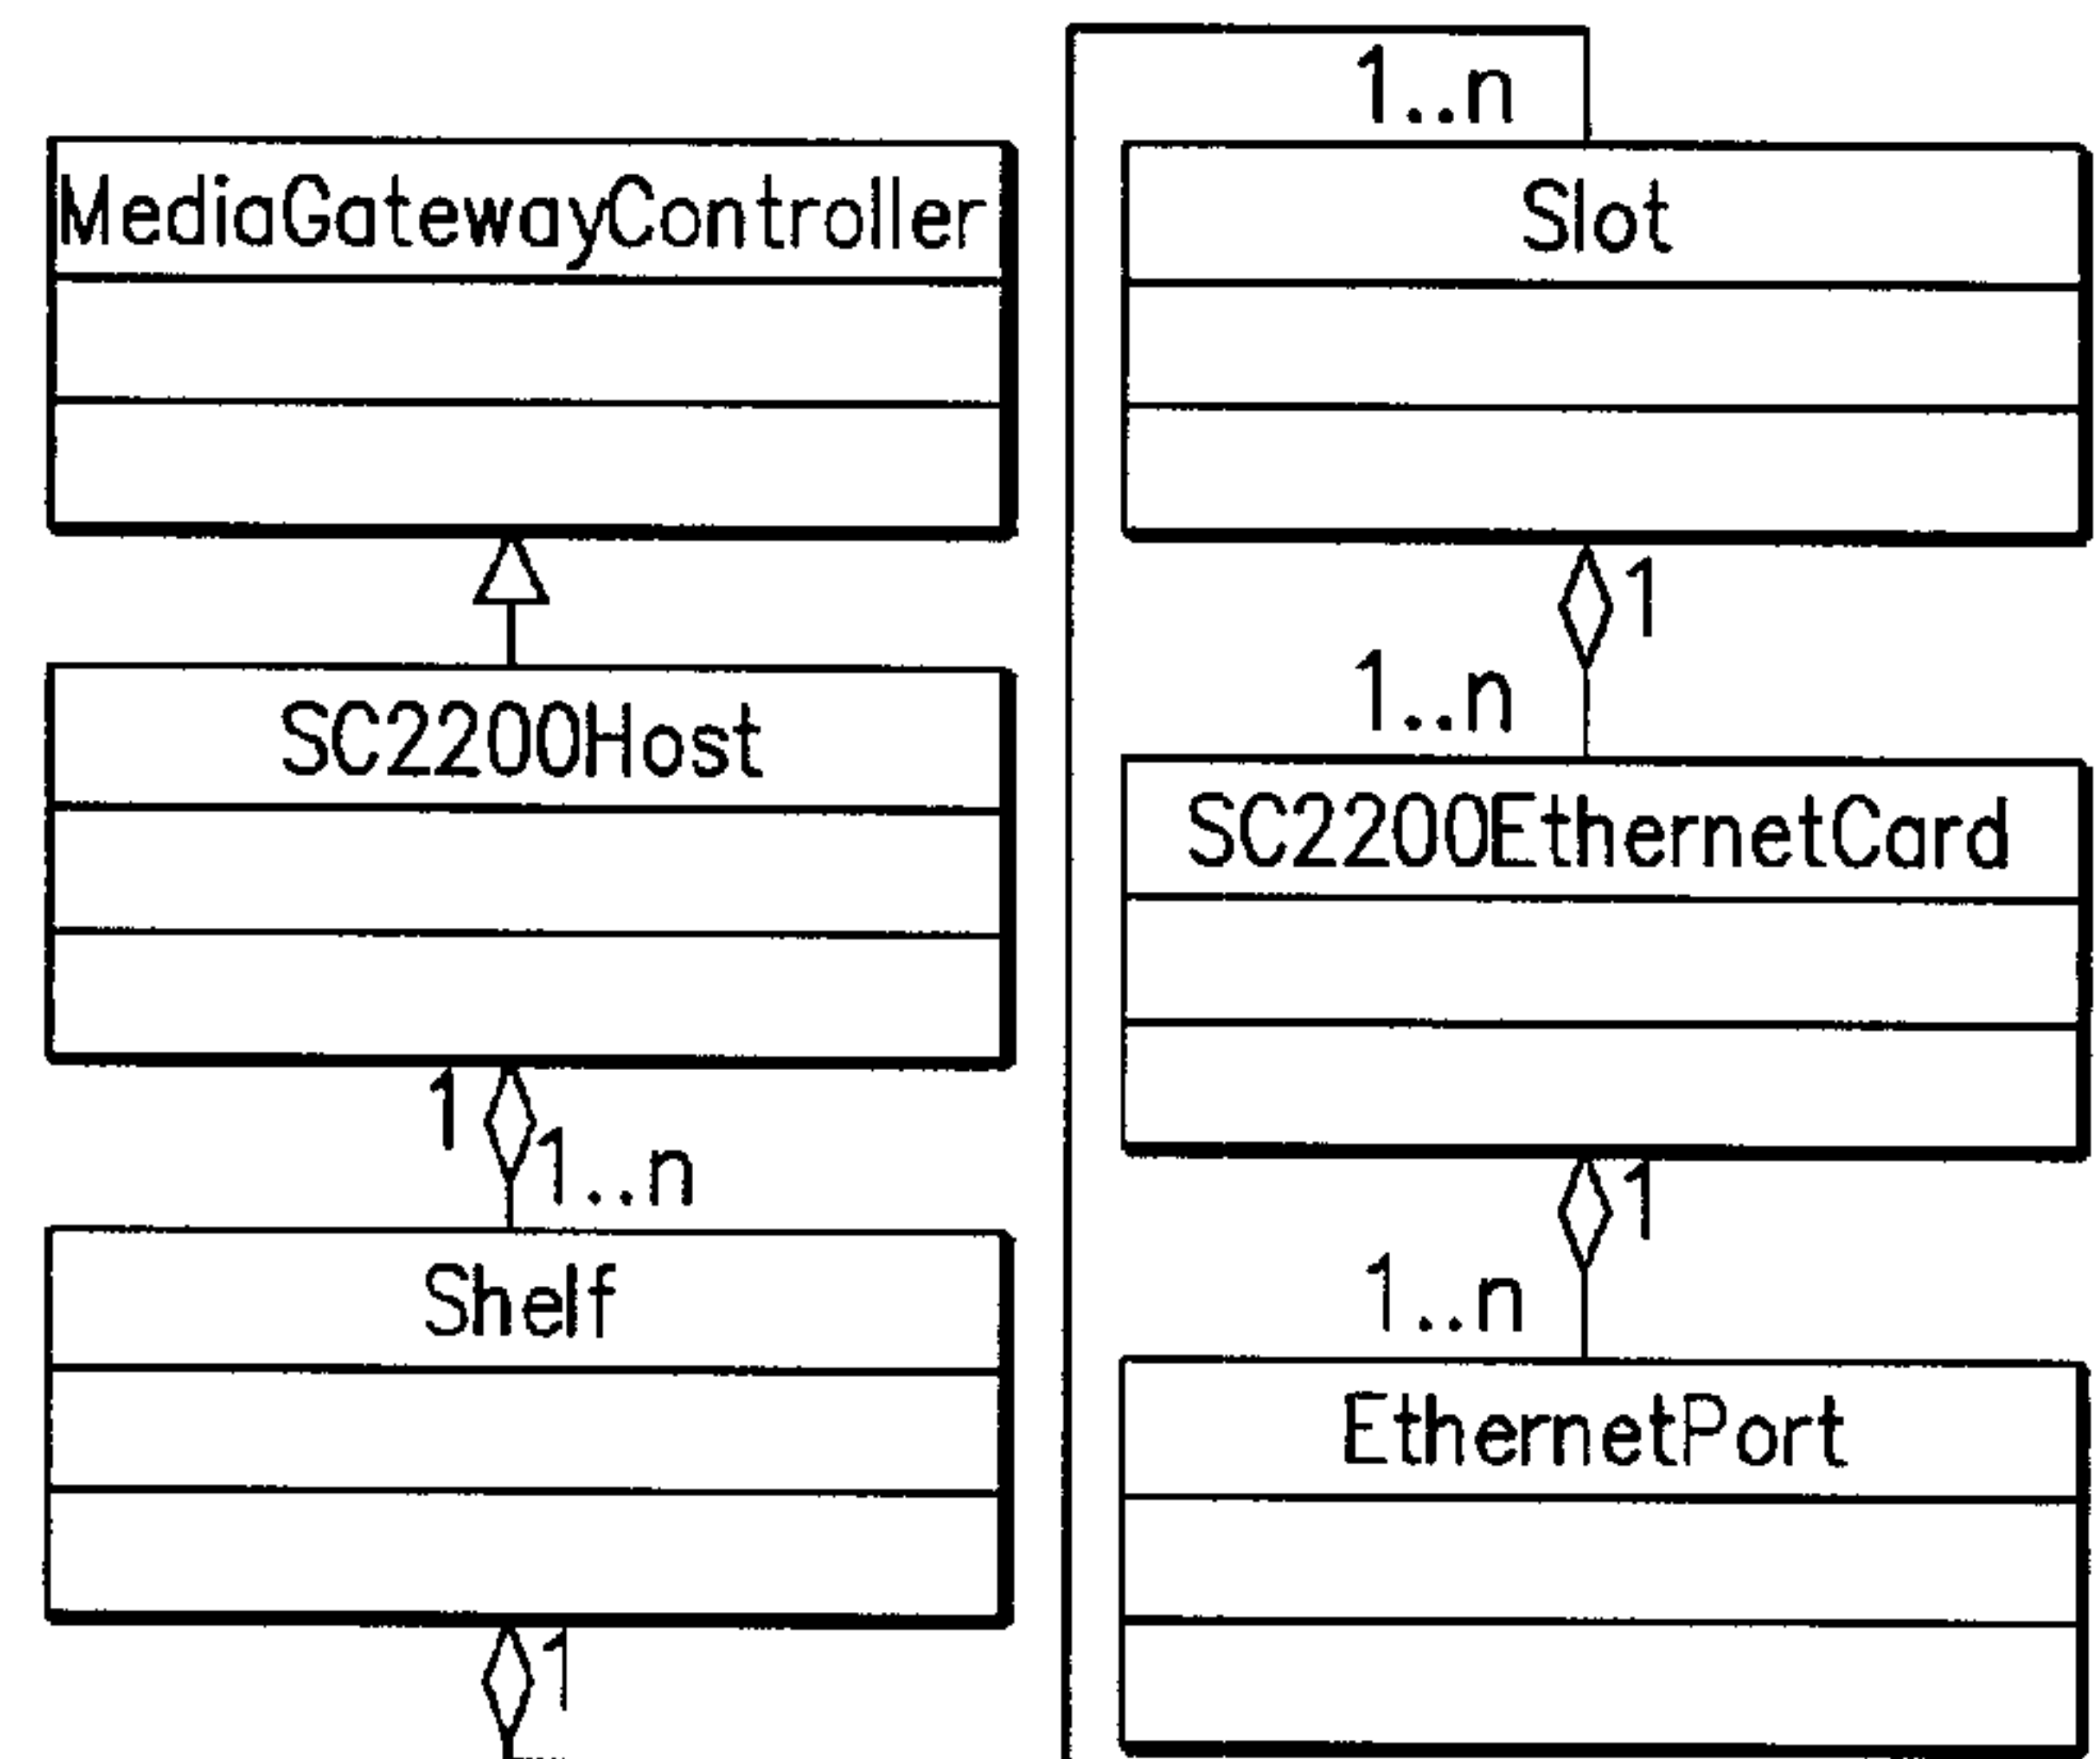 MediaGatewayController
SC2200Host
1
1..n
Shelf
1
1..n
Slot
1
1..n
SC2200EthernetCard
1
1..n
EthernetPort